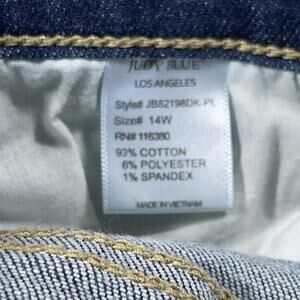 JUDY BLUE
LOS ANGELES
Style# JB82198DK-PL
Size# 14W
RN# 116380
93% COTTON
6% POLYESTER
1% SPANDEX
MADE IN VIETNAM